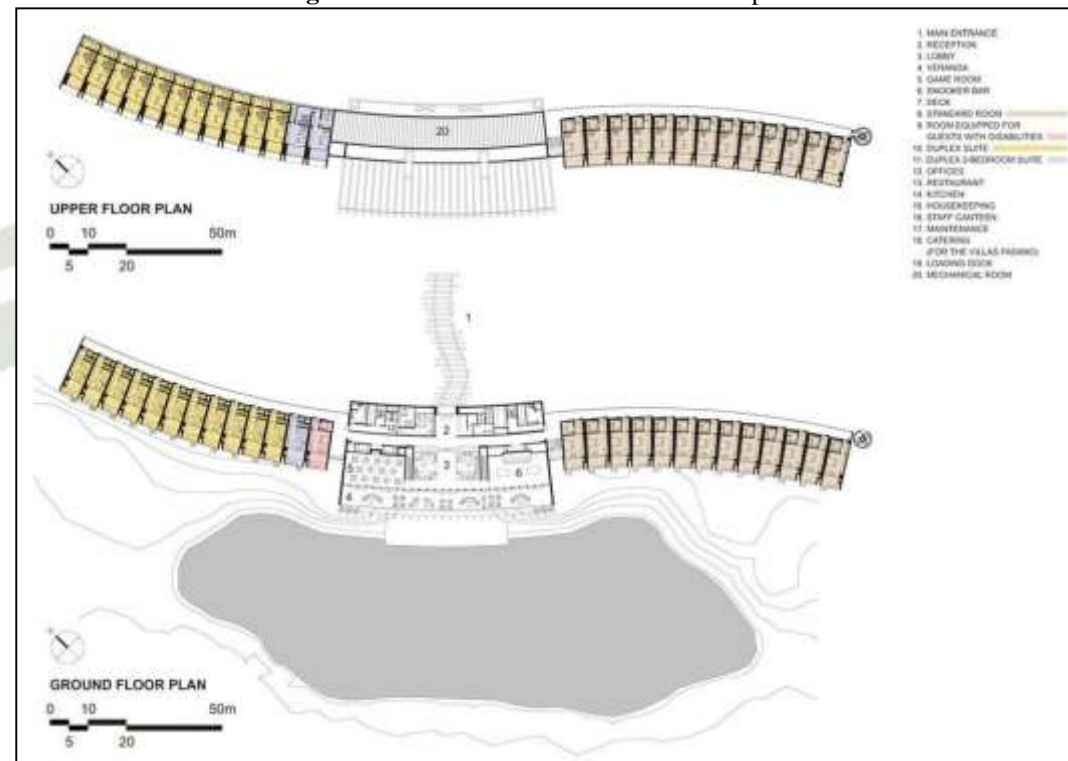 1. MAIN ENTRANCE
2. RECEPTION
3. LOBBY
4. VERANDA
5. GAME ROOM
6. SNOOKER BAR
7. DECK
8. STANDARD ROOM
9. ROOM EQUIPPED FOR
GUESTS WITH DISABILITIES
10. DUPLEX SUITE
11. DUPLEX 2-BEDROOM SUITE
12. OFFICES
13. RESTAURANT
14. KITCHEN
15. HOUSEKEEPING
16. STAFF CANTEEN
17. MAINTENANCE
18. CATERING
(FOR THE VILLAS FASANO)
19. LOADING DOCK
20. MECHANICAL ROOM
20
UPPER FLOOR PLAN
0 10 50m
5 20
1
2
3
5
6
4
GROUND FLOOR PLAN
0 10 50m
5 20